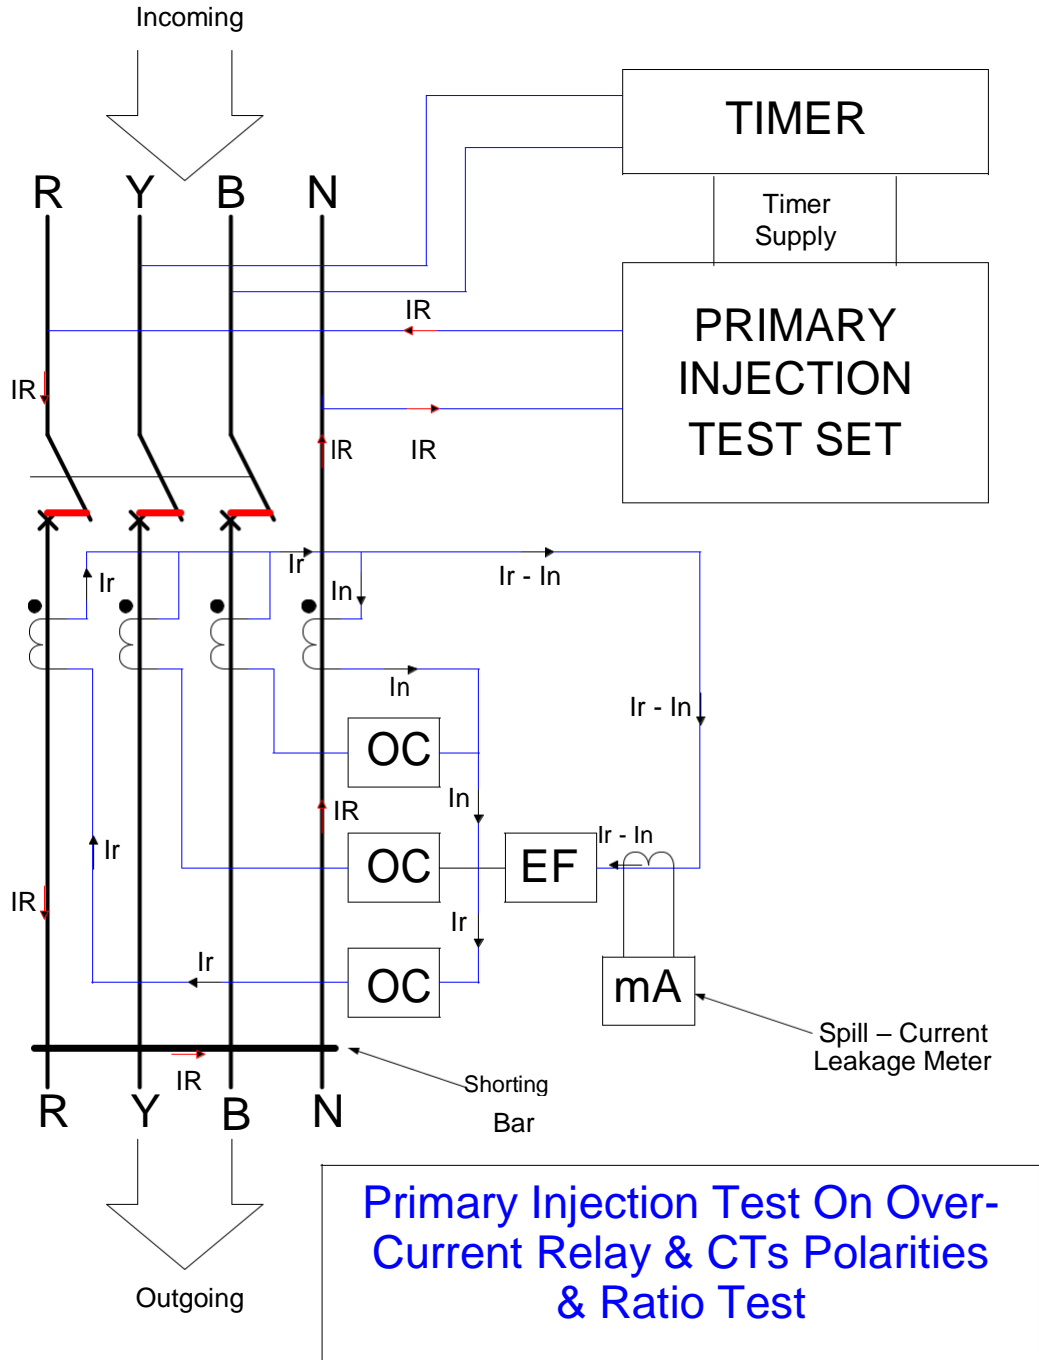 Incoming
TIMER
R Y B N
Timer
Supply
IR
PRIMARY
INJECTION
TEST SET
IR
IR
IR
Ir
Ir
In
Ir - In
In
Ir - In
OC
In
IR
Ir - In
Ir
OC
EF
IR
Ir
Ir
OC
mA
Spill – Current
Leakage Meter
IR
Shorting
Bar
R Y B N
Primary Injection Test On Over-
Current Relay & CTs Polarities
& Ratio Test
Outgoing